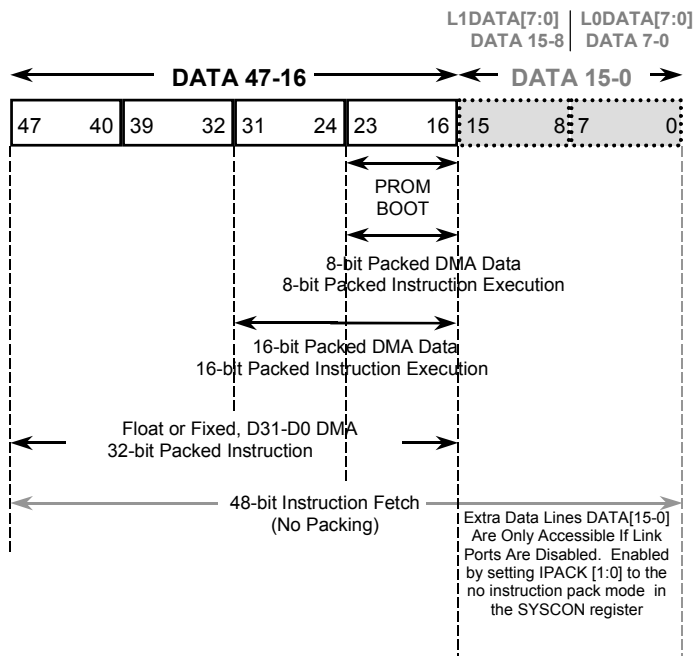 L1DATA[7:0] L0DATA[7:0]
DATA 15-8 DATA 7-0
DATA 47-16 DATA 15-0
47 40 39 32 31 24 23 16 15 8 7 0
PROM
BOOT
8-bit Packed DMA Data
8-bit Packed Instruction Execution
16-bit Packed DMA Data
16-bit Packed Instruction Execution
Float or Fixed, D31-D0 DMA
32-bit Packed Instruction
48-bit Instruction Fetch
(No Packing)
Extra Data Lines DATA[15-0]
Are Only Accessible If Link
Ports Are Disabled. Enabled
by setting IPACK [1:0] to the
no instruction pack mode in
the SYSCON register